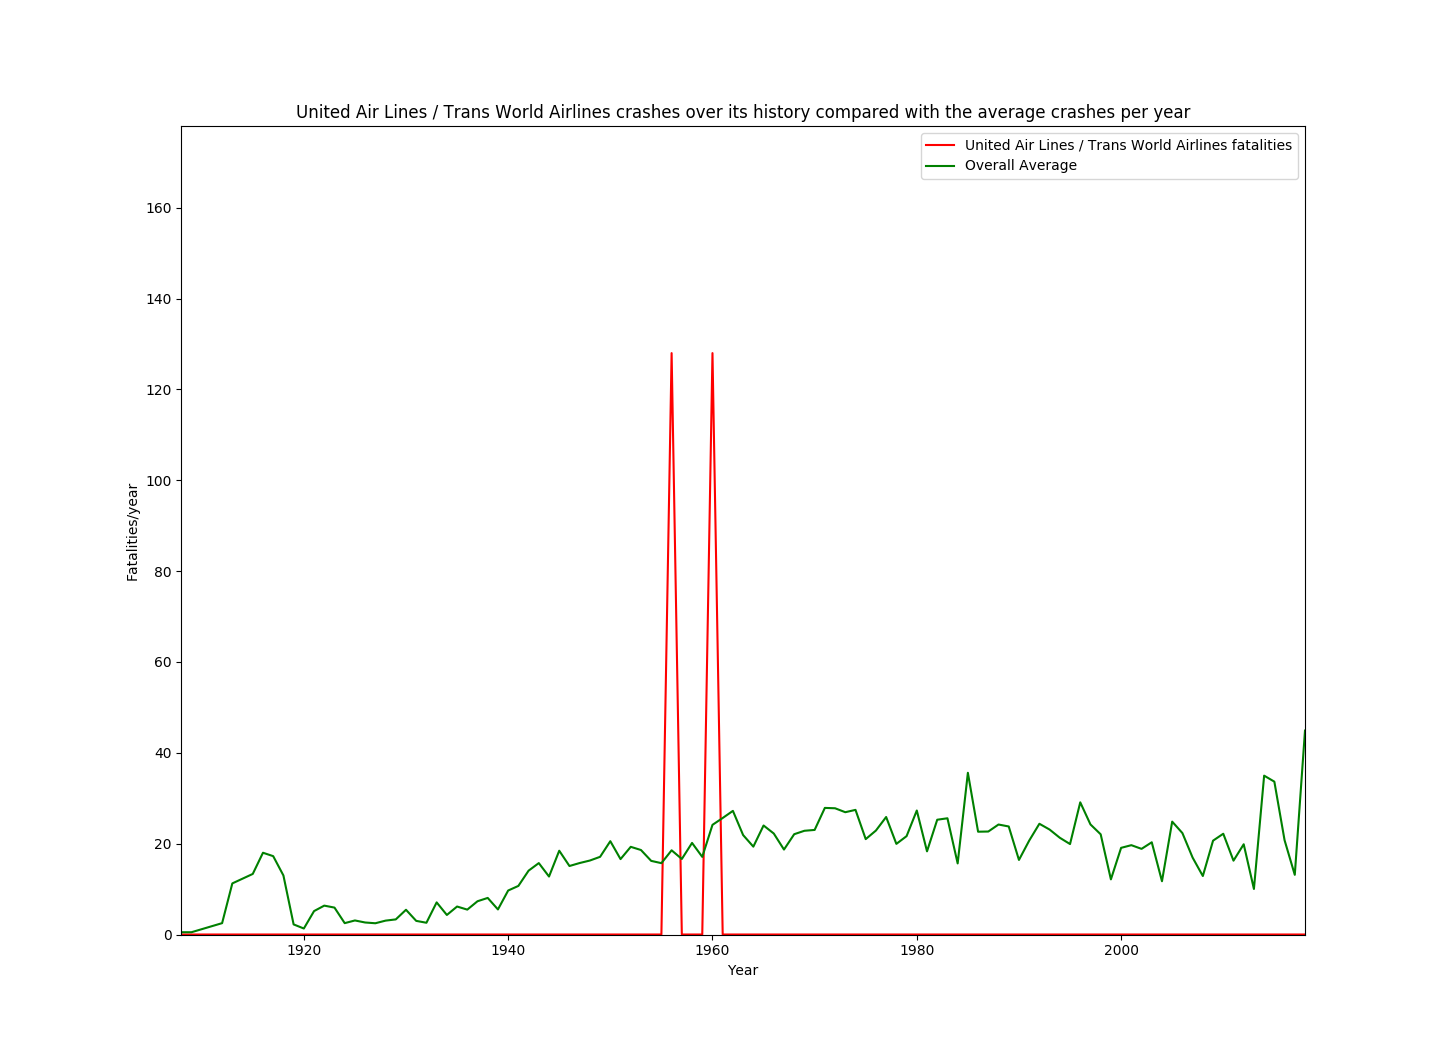 United Air Lines / Trans World Airlines crashes over its history compared with the average crashes per year
United Air Lines / Trans World Airlines fatalities
Overall Average
160
140
120
100
80
60
40
20
0
Fatalities/year
1920 1940 1960 1980 2000
Year